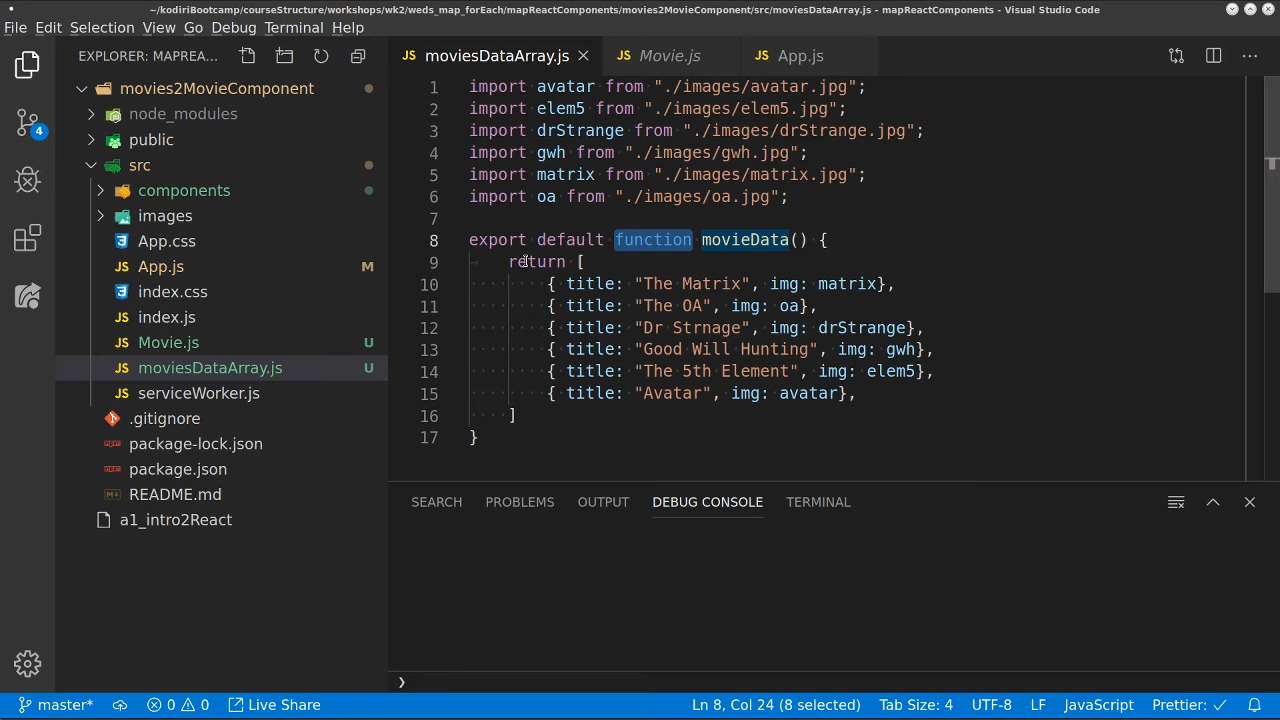 ~/kodiriBootcamp/courseStructure/workshops/wk2/weds_map_forEach/mapReactComponents/movies2MovieComponent/src/moviesDataArray.js - mapReactComponents - Visual Studio Code
File Edit Selection View Go Debug Terminal Help
EXPLORER: MAPREA...
movies2MovieComponent
node_modules
public
src
components
images
App.css
JS App.js M
index.css
JS index.js
JS Movie.js U
JS moviesDataArray.js U
JS serviceWorker.js
.gitignore
package-lock.json
package.json
README.md
a1_intro2React
4
JS moviesDataArray.js JS Movie.js JS App.js
1 import avatar from "./images/avatar.jpg";
2 import elem5 from "./images/elem5.jpg";
3 import drStrange from "./images/drStrange.jpg";
4 import gwh from "./images/gwh.jpg";
5 import matrix from "./images/matrix.jpg";
6 import oa from "./images/oa.jpg";
7
8 export default function movieData() {
9 return [
10 { title: "The Matrix", img: matrix},
11 { title: "The OA", img: oa},
12 { title: "Dr Strnage", img: drStrange},
13 { title: "Good Will Hunting", img: gwh},
14 { title: "The 5th Element", img: elem5},
15 { title: "Avatar", img: avatar},
16 ]
17 }
SEARCH PROBLEMS OUTPUT DEBUG CONSOLE TERMINAL
master* 0 0 Live Share Ln 8, Col 24 (8 selected) Tab Size: 4 UTF-8 LF JavaScript Prettier: ✓